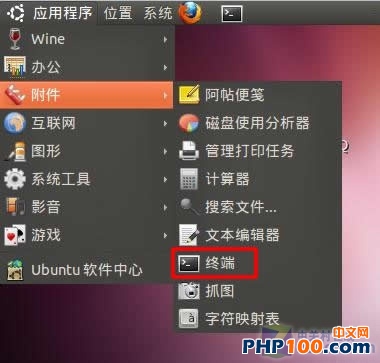 应用程序 位置 系统
Wine
办公
附件
互联网
图形
系统工具
影音
游戏
Ubuntu 软件中心
阿帖便笺
磁盘使用分析器
管理打印任务
计算器
搜索文件...
文本编辑器
终端
抓图
字符映射表
中文网
PHP100.com